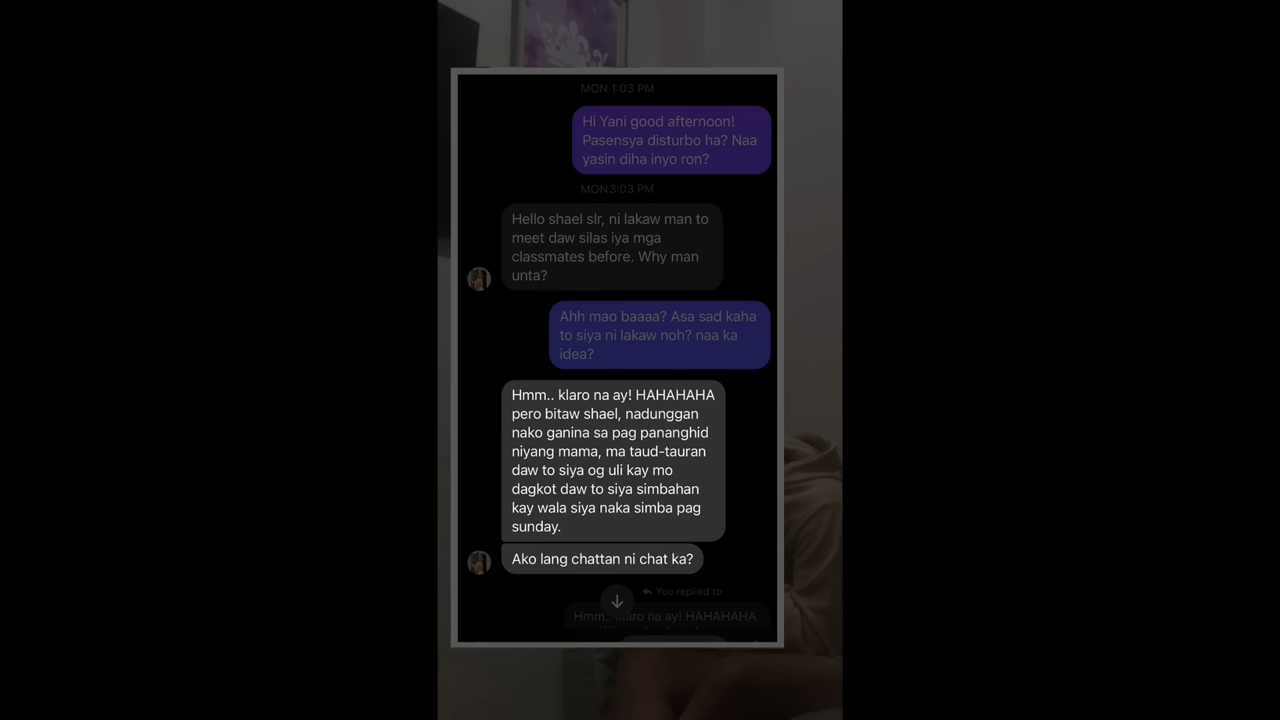 MON 1:03 PM
Hi Yani good afternoon!
Pasensya disturbo ha? Naa
yasin diha inyo ron?
MON 3:03 PM
Hello shael slr, ni lakaw man to
meet daw silas iya mga
classmates before. Why man
unta?
Ahh mao baaaa? Asa sad kaha
to siya ni lakaw noh? naa ka
idea?
Hmm.. klaro na ay! HAHAHAHA
pero bitaw shael, nadunggan
nako ganina sa pag pananghid
niyang mama, ma taud-tauran
daw to siya og uli kay mo
dagkot daw to siya simbahan
kay wala siya naka simba pag
sunday.
Ako lang chattan ni chat ka?
You replied to
Hmm.. klaro na ay! HAHAHAHA